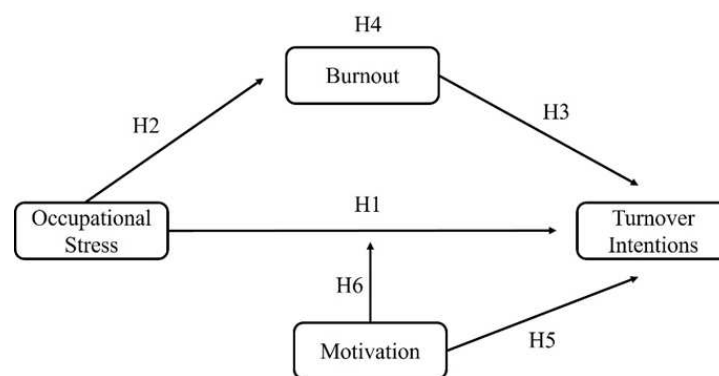 H4
Burnout
H2
H3
Occupational
Stress
H1
Turnover
Intentions
H6
Motivation
H5